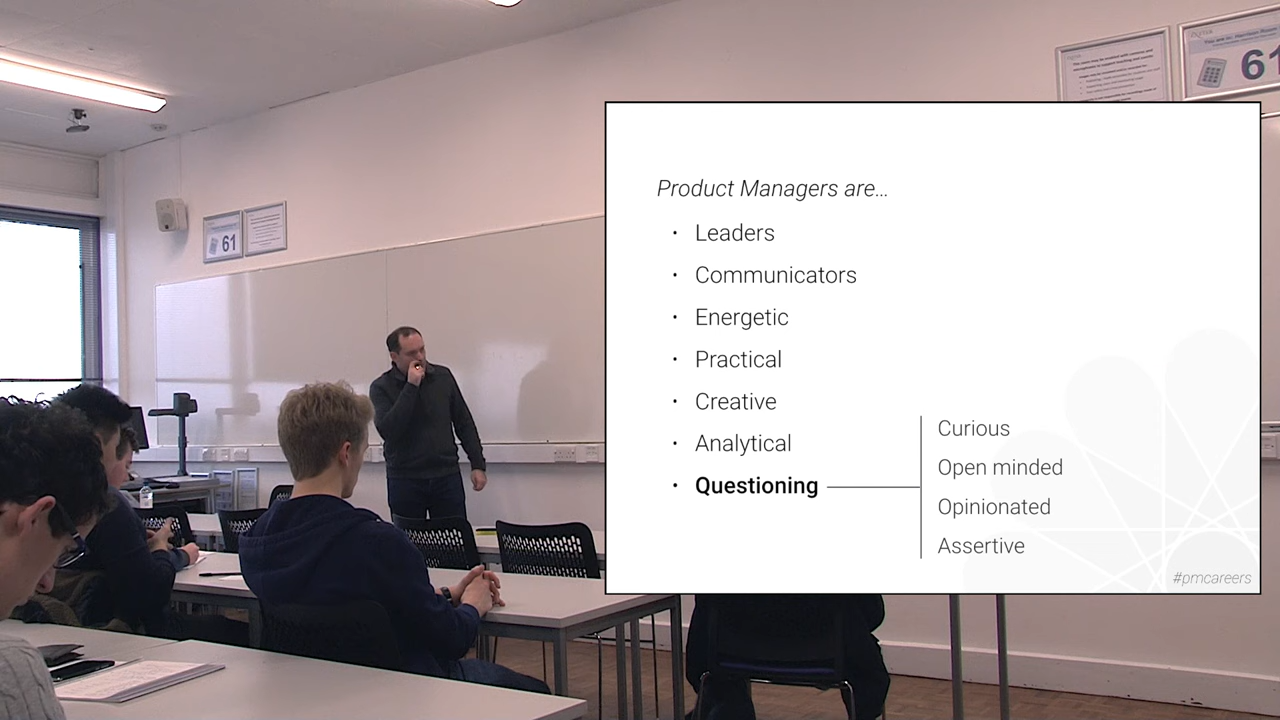 61
61
Product Managers are...
• Leaders
• Communicators
• Energetic
• Practical
• Creative
• Analytical
• Questioning
Curious
Open minded
Opinionated
Assertive
#pmcareers